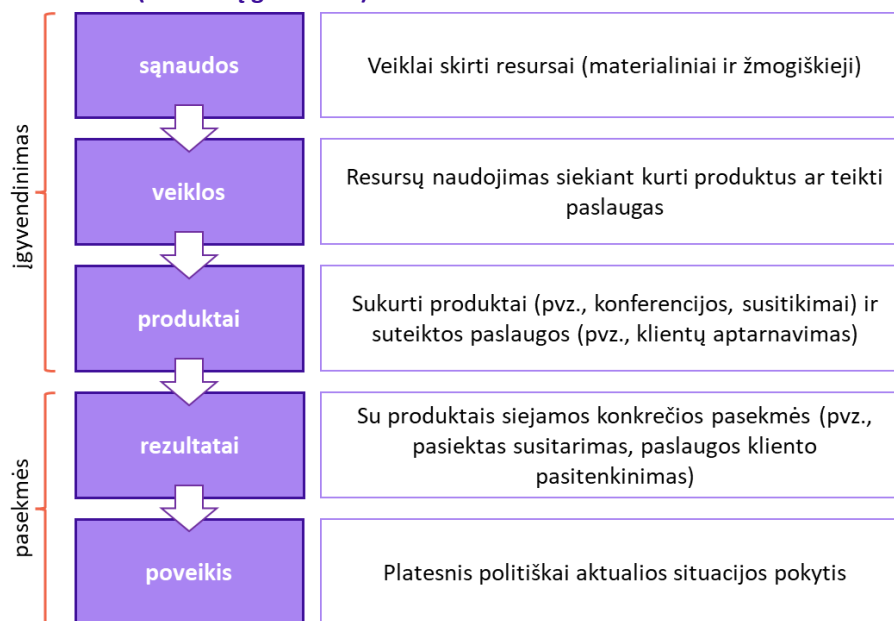 sąnaudos
Veiklai skirti resursai (materialiniai ir žmogiškieji)
įgyvendinimas
veiklos
Resursų naudojimas siekiant kurti produktus ar teikti
paslaugas
produktai
Sukurti produktai (pvz., konferencijos, susitikimai) ir
suteiktos paslaugos (pvz., klientų aptarnavimas)
pasekmės
rezultatai
Su produktais siejamos konkrečios pasekmės (pvz.,
pasiektas susitarimas, paslaugos kliento
pasitenkinimas)
poveikis
Platesnis politiškai aktualios situacijos pokytis